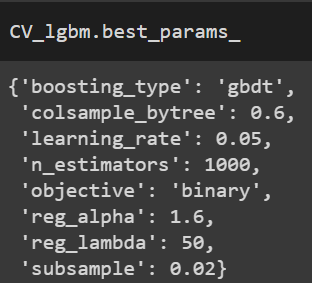 CV_lgbm.best_params_
{'boosting_type': 'gbdt',
 'colsample_bytree': 0.6,
 'learning_rate': 0.05,
 'n_estimators': 1000,
 'objective': 'binary',
 'reg_alpha': 1.6,
 'reg_lambda': 50,
 'subsample': 0.02}